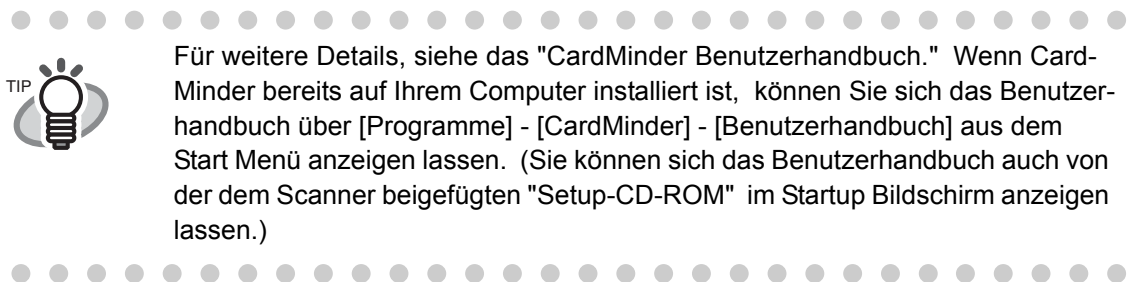 Für weitere Details, siehe das "CardMinder Benutzerhandbuch."  Wenn Card-
TIP
Minder bereits auf Ihrem Computer installiert ist,  können Sie sich das Benutzer-
handbuch über [Programme] - [CardMinder] - [Benutzerhandbuch] aus dem
Start Menü anzeigen lassen.  (Sie können sich das Benutzerhandbuch auch von
der dem Scanner beigefügten "Setup-CD-ROM"  im Startup Bildschirm anzeigen
lassen.)